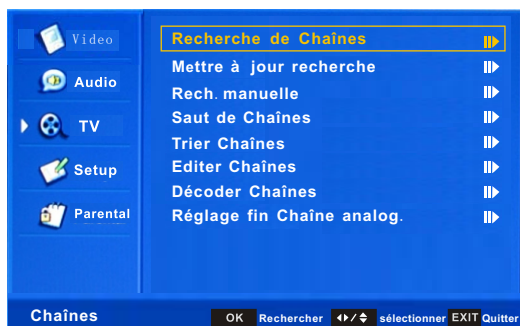 Video
Audio
TV
Setup
Parental
Recherche de Chaînes
Mettre à jour recherche
Rech. manuelle
Saut de Chaînes
Trier Chaînes
Editer Chaînes
Décoder Chaînes
Réglage fin Chaîne analog.
Chaînes
OK Rechercher / sélectionner EXIT Quitter